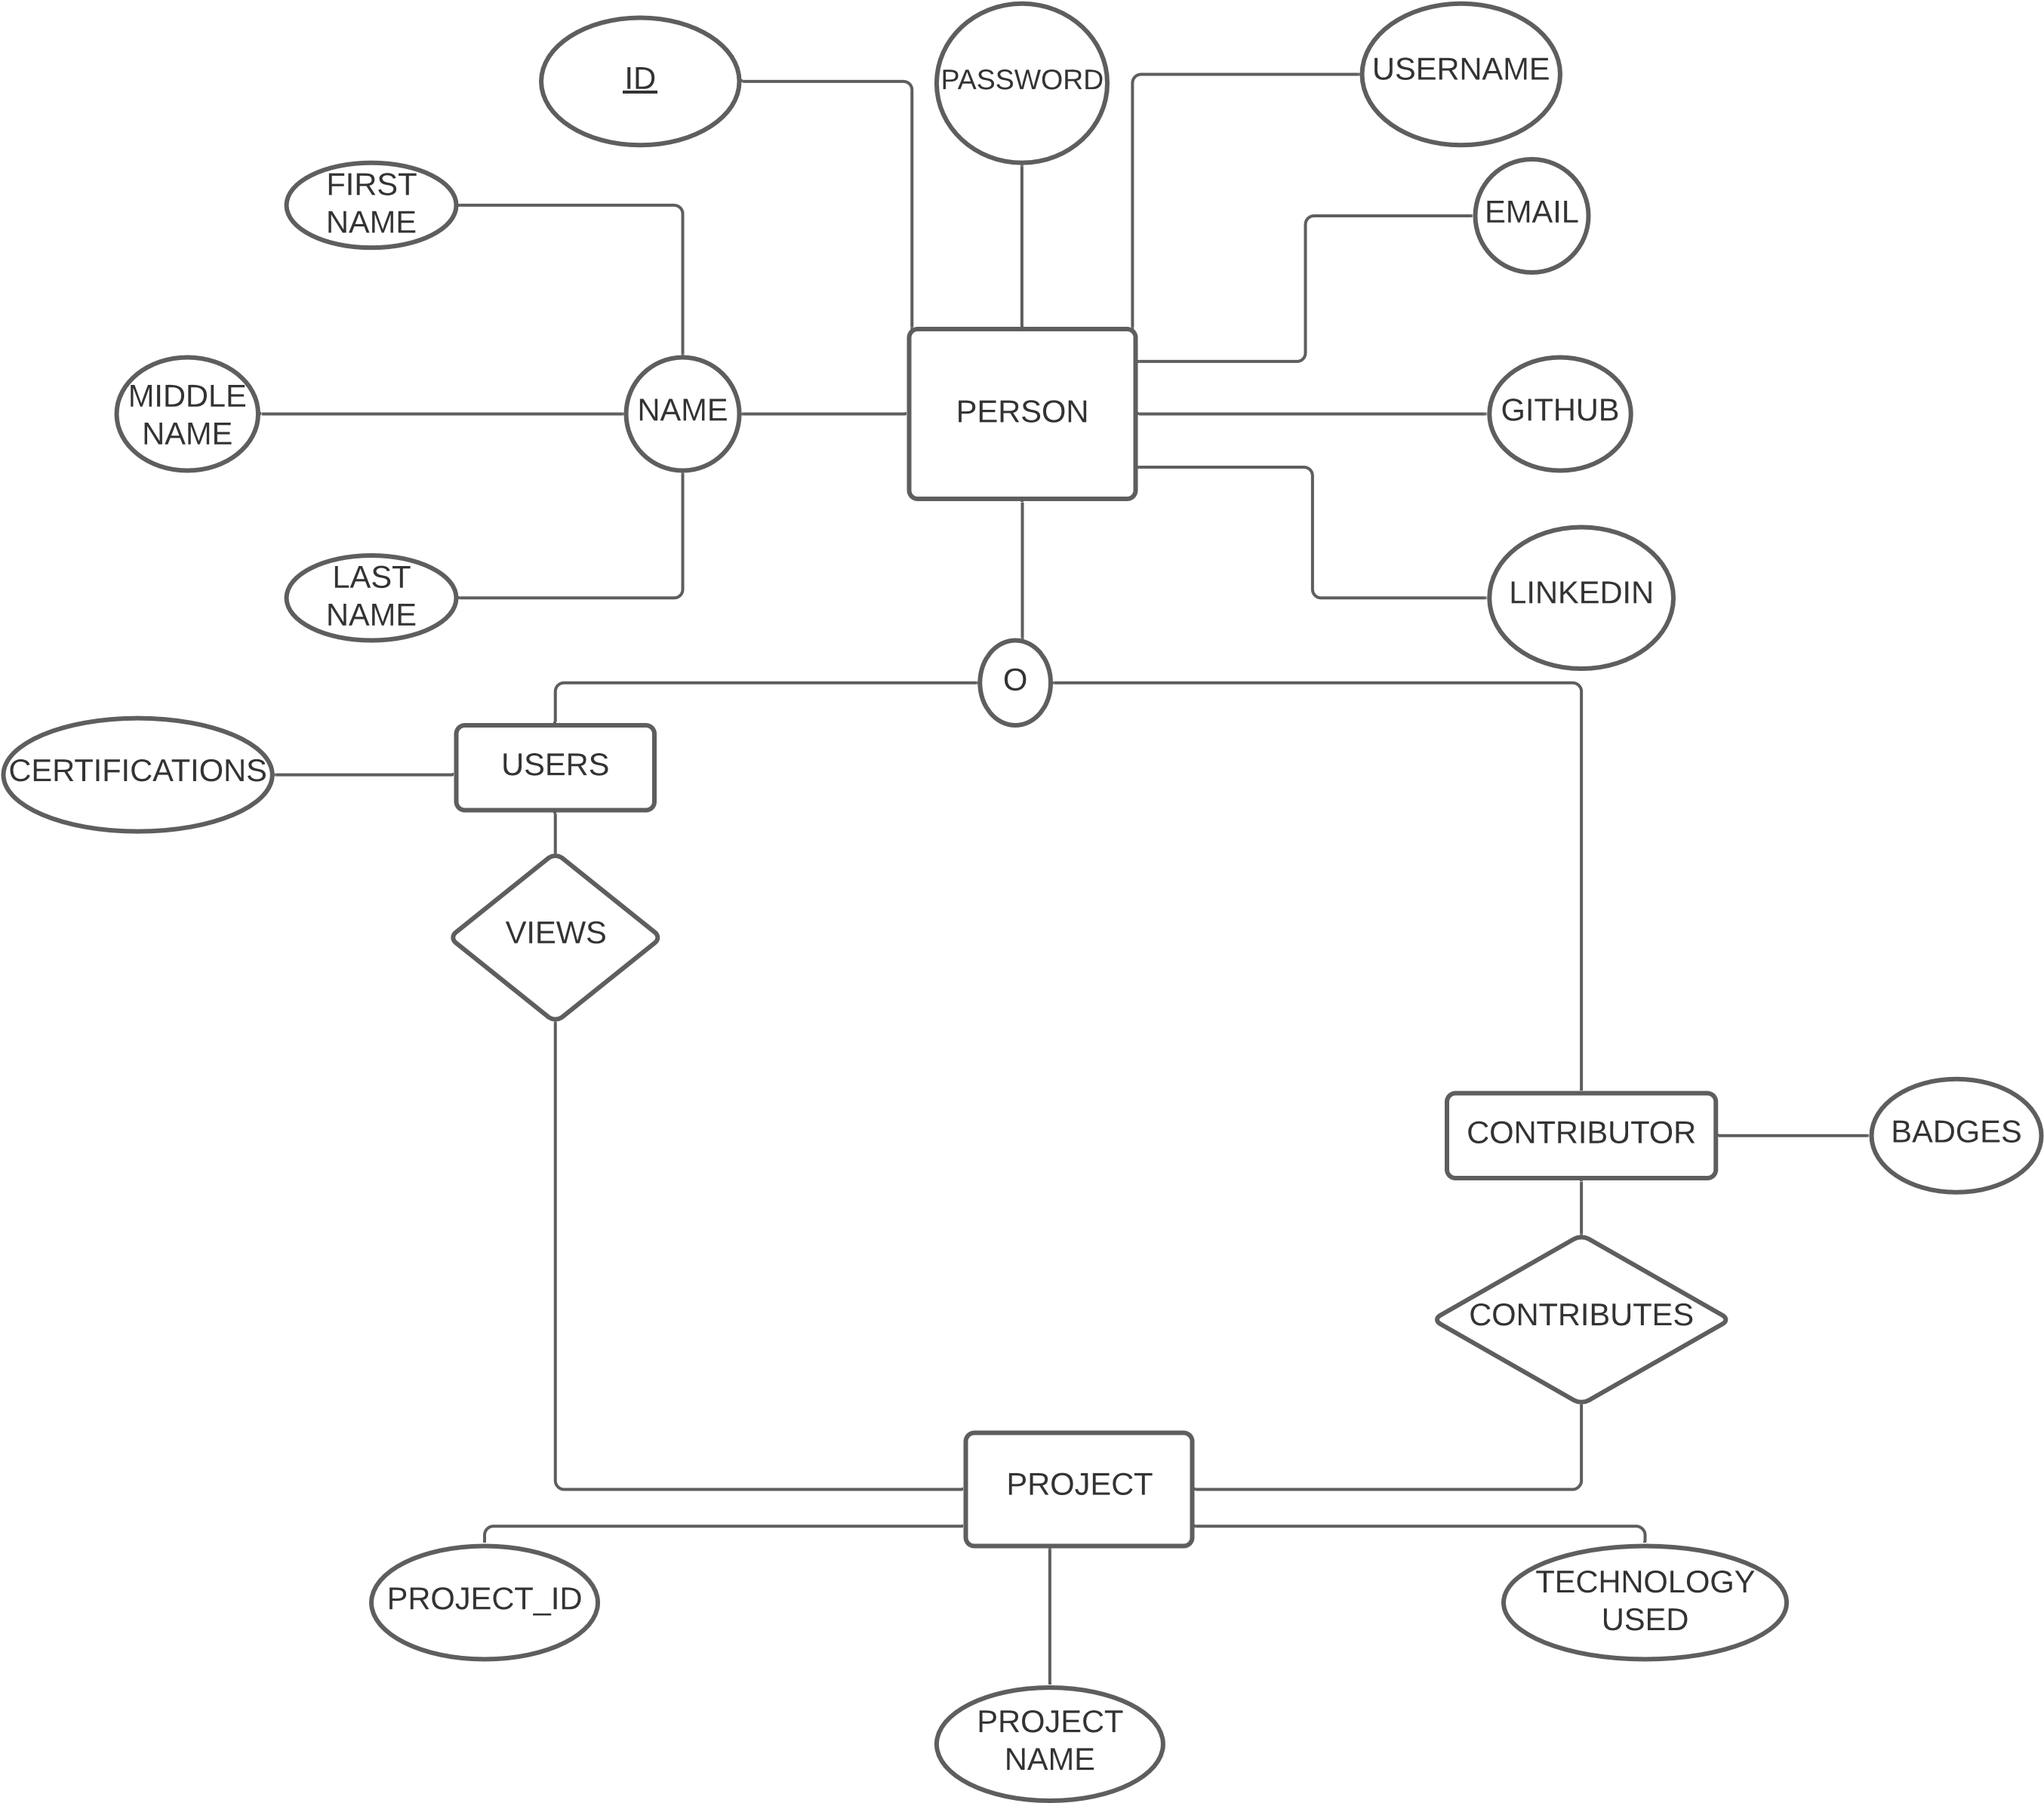 ID
PASSWORD
USERNAME
FIRST
NAME
EMAIL
MIDDLE
NAME
NAME
PERSON
GITHUB
LAST
NAME
LINKEDIN
O
CERTIFICATIONS
USERS
VIEWS
CONTRIBUTOR
BADGES
CONTRIBUTES
PROJECT
PROJECT_ID
TECHNOLOGY
USED
PROJECT
NAME